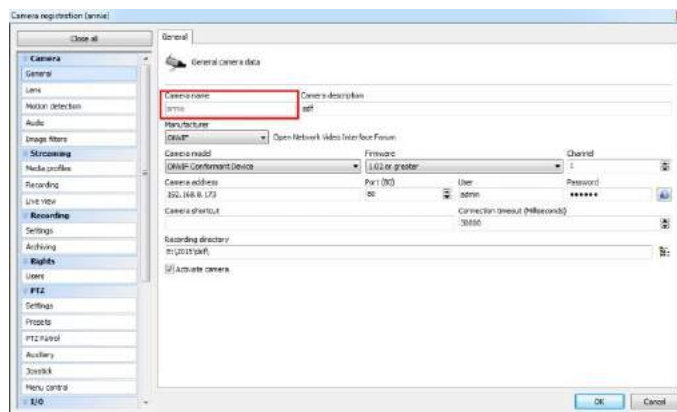 Camera registration (annie)
Close all
Camera
General
Lens
Motion detection
Audio
Image filters
Streaming
Media profiles
Recording
Live view
Recording
Settings
Archiving
Rights
Users
PTZ
Settings
Presets
PTZ Patrol
Auxiliary
Joystick
Menu control
I/O
General
General camera data
Camera name
Camera description
annie
Manufacturer
ONVIF
Open Network Video Interface Forum
Camera model
Firmware
Channel
ONVIF Conformant Device
1.02 or greater
1
Camera address
Port (80)
User
Password
192.168.8.173
80
admin
******
Camera shortcut
Connection timeout (Milliseconds)
30000
Recording directory
Activate camera
OK
Cancel